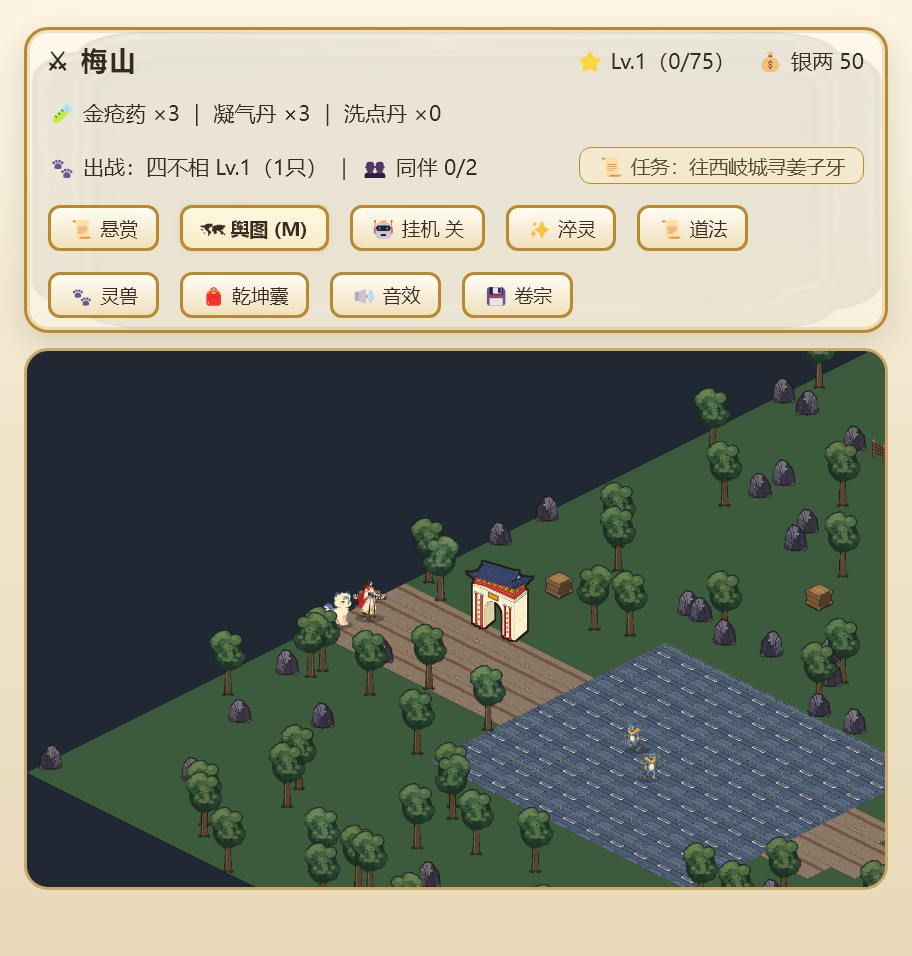 梅山 Lv.1（0/75） 银两 50
金疮药 ×3 | 凝气丹 ×3 | 洗点丹 ×0
出战：四不相 Lv.1（1只） | 同伴 0/2 任务：往西岐城寻姜子牙
悬赏 舆图 (M) 挂机 关 淬灵 道法
灵兽 乾坤囊 音效 卷宗